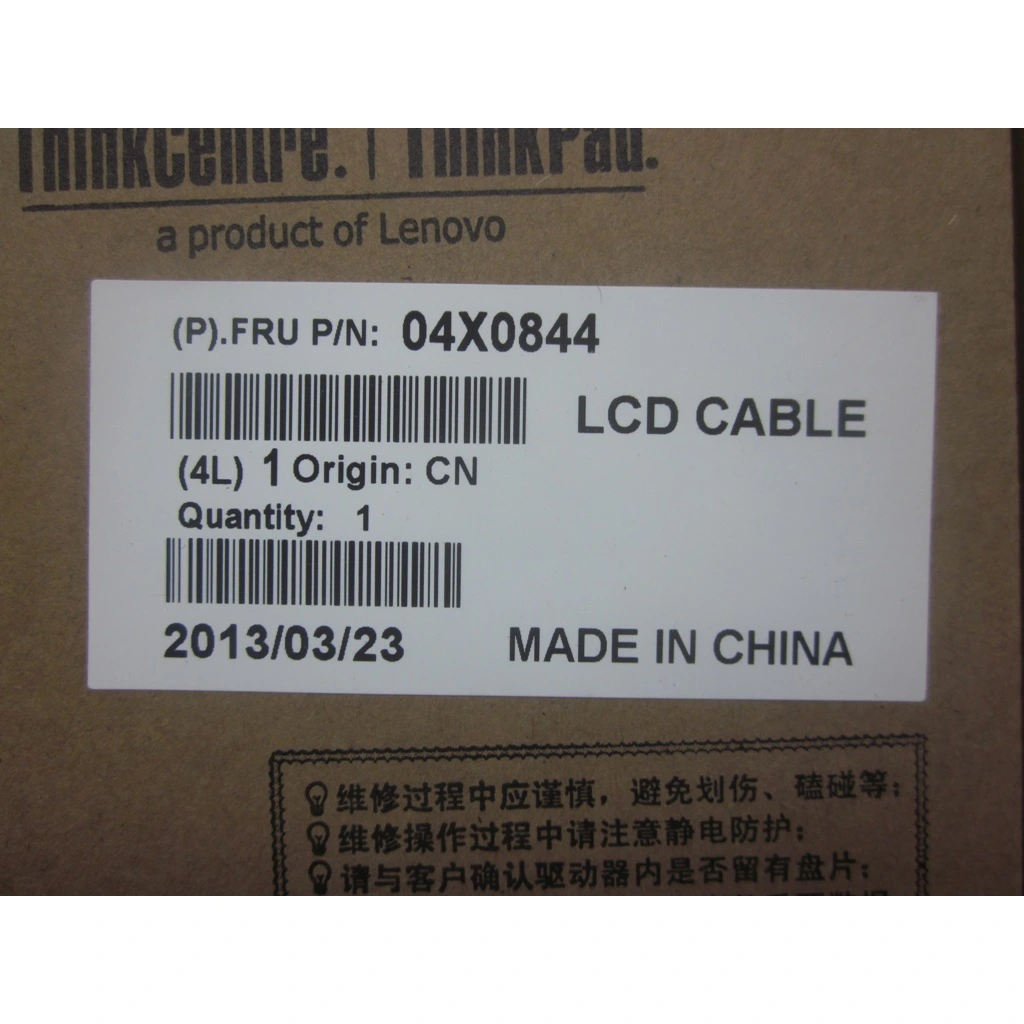 ThinkCentre. | ThinkPad.
a product of Lenovo
(P).FRU P/N: 04X0844
LCD CABLE
(4L) 1 Origin: CN
Quantity: 1
2013/03/23 MADE IN CHINA
维修过程中应谨慎，避免划伤、磕碰等；
维修操作过程中请注意静电防护；
请与客户确认驱动器内是否留有盘片；